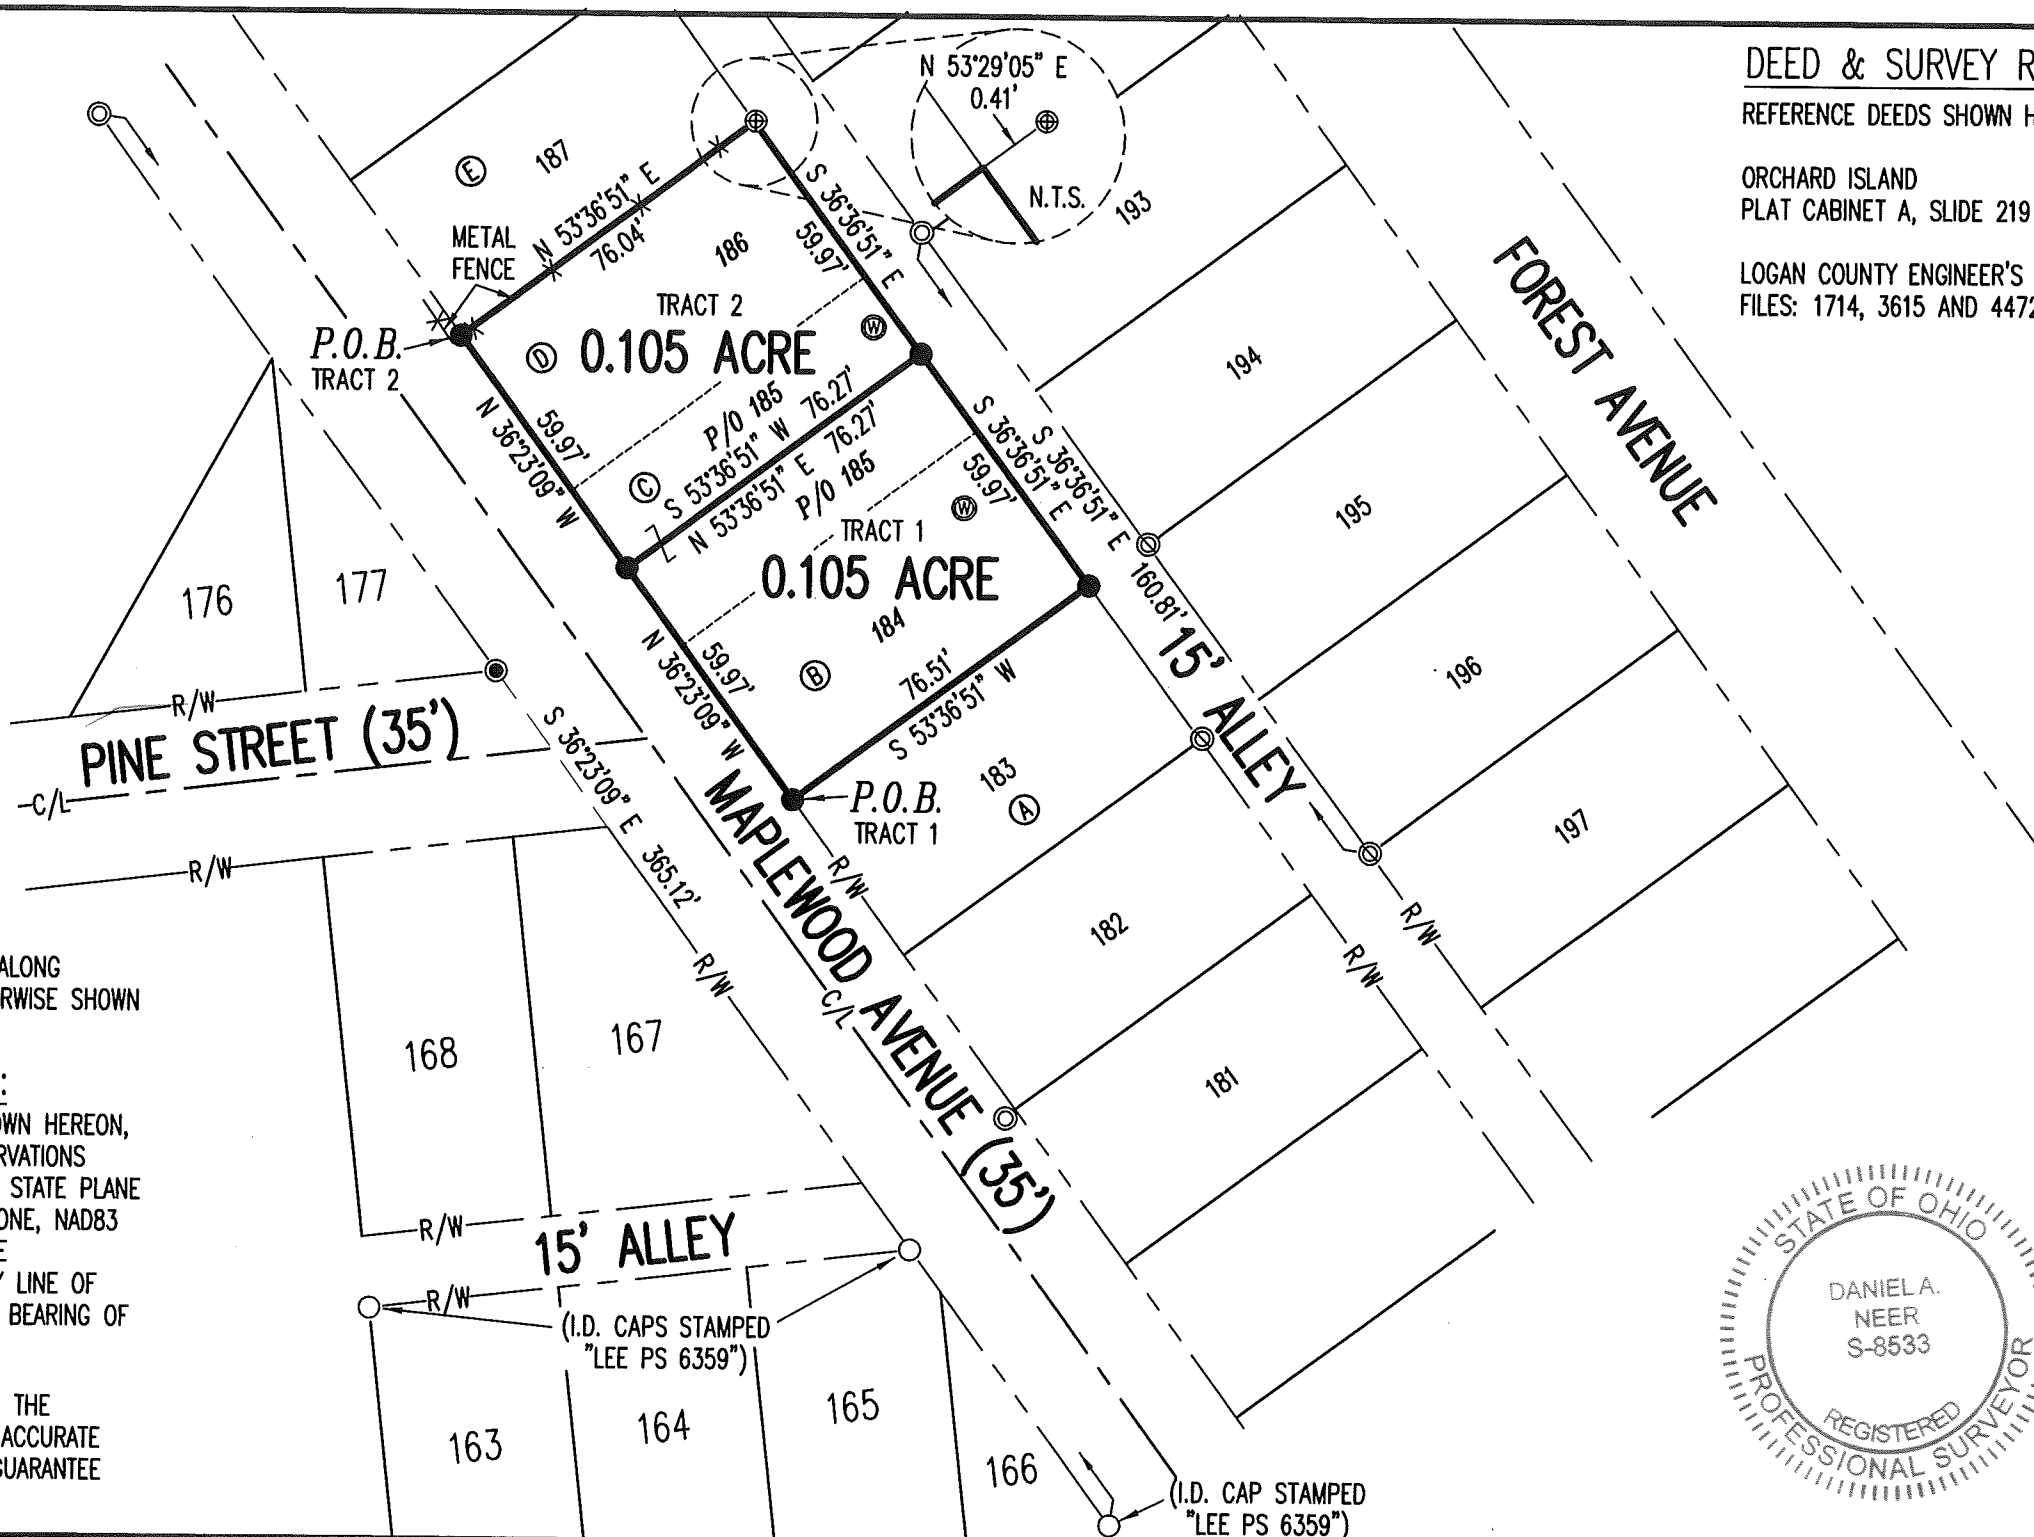 DEED & SURVEY R
REFERENCE DEEDS SHOWN H
ORCHARD ISLAND
PLAT CABINET A, SLIDE 219
LOGAN COUNTY ENGINEER'S
FILES: 1714, 3615 AND 4472
N 53°29'05" E
0.41'
N.T.S.
E
187
N 53°36'51" E
76.04'
METAL
FENCE
186
S 36°36'51" E
59.97'
193
TRACT 2
0.105 ACRE
W
D
P.O.B.
TRACT 2
N 36°23'09" W
59.97'
P/O 185
C
S 53°36'51" W 76.27'
N 53°36'51" E 76.27'
P/O 185
S 36°36'51" E
59.97'
S 36°36'51" E 160.81'
194
FOREST AVENUE
195
W
TRACT 1
0.105 ACRE
184
B
N 36°23'09" W
59.97'
76.51'
S 53°36'51" W
15' ALLEY
196
176
177
R/W
PINE STREET (35')
C/L
R/W
S 36°23'09" E 365.12'
P.O.B.
TRACT 1
183
A
197
R/W
MAPLEWOOD AVENUE (35')
182
R/W
R/W
R/W
C/L
ALONG
RWISE SHOWN
168
167
181
:
OWN HEREON,
RVATIONS
STATE PLANE
ONE, NAD83
E
Y LINE OF
BEARING OF
R/W
15' ALLEY
R/W
(I.D. CAPS STAMPED
"LEE PS 6359")
THE
ACCURATE
GUARANTEE
163
164
165
166
(I.D. CAP STAMPED
"LEE PS 6359")
STATE OF OHIO
DANIEL A.
NEER
S-8533
REGISTERED
PROFESSIONAL SURVEYOR